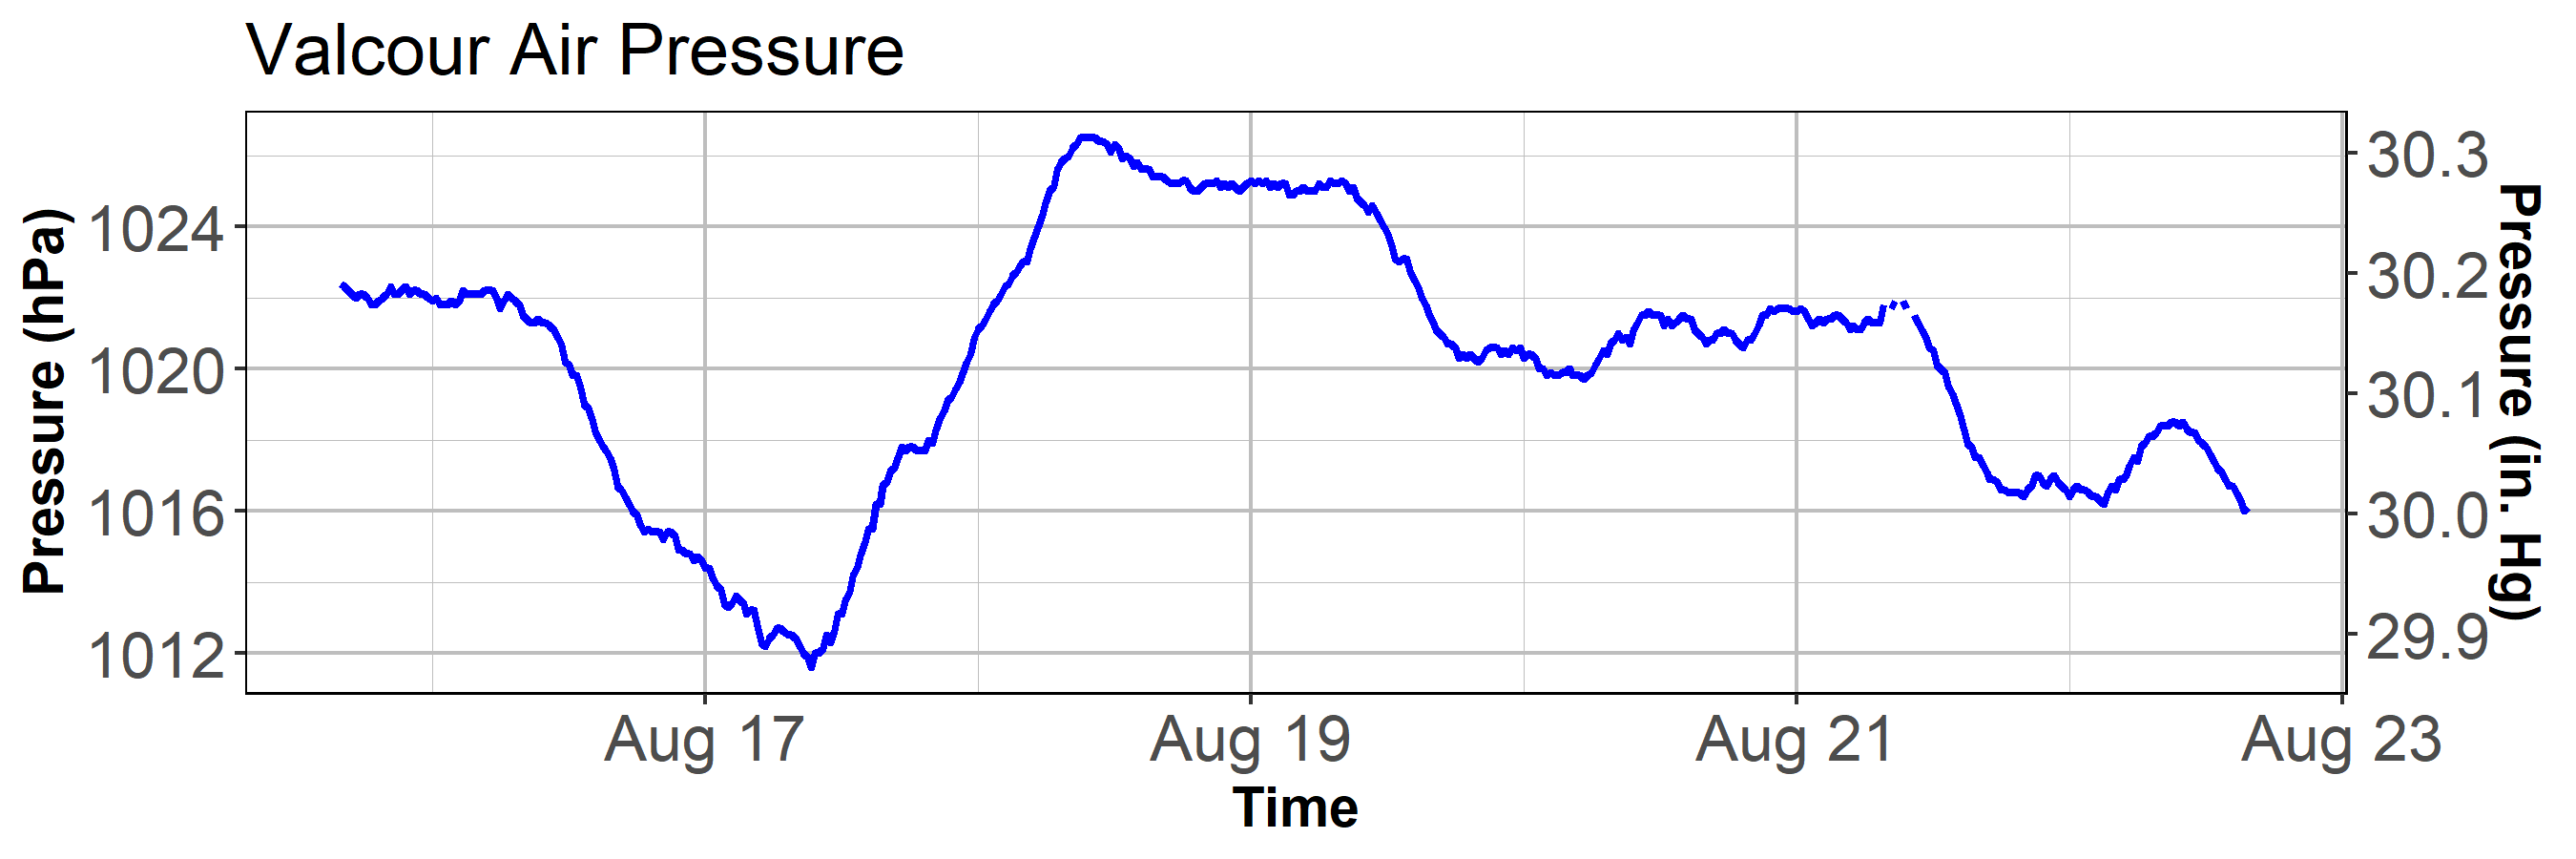 Valcour Air Pressure
Pressure (hPa)
1024
1020
1016
1012
30.3
30.2
30.1
30.0
29.9
Pressure (in. Hg)
Aug 17 Aug 19 Aug 21 Aug 23
Time